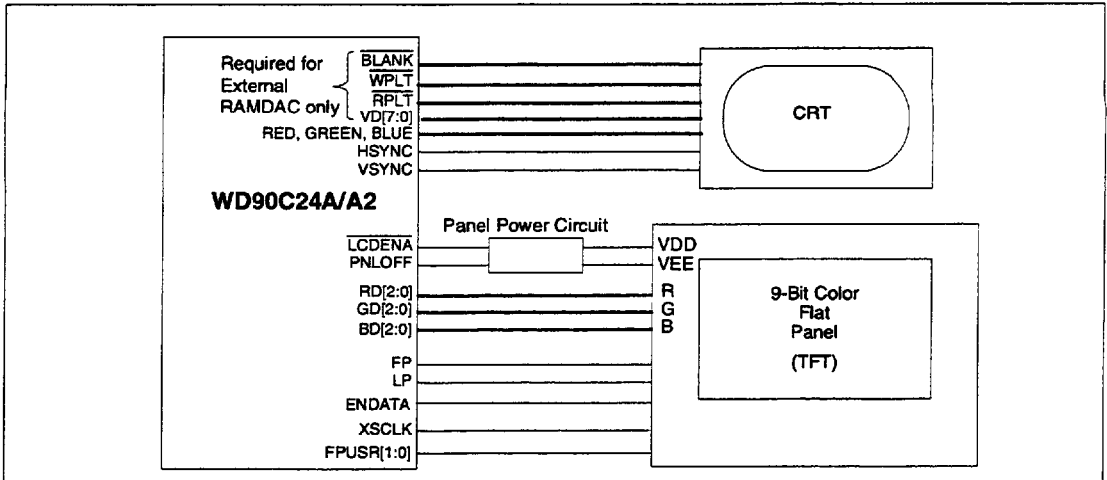 Required for
External
RAMDAC only
BLANK
WPLT
RPLT
VD[7:0]
RED, GREEN, BLUE
HSYNC
VSYNC
CRT
WD90C24A/A2
Panel Power Circuit
LCDENA
PNLOFF
VDD
VEE
RD[2:0]
GD[2:0]
BD[2:0]
R
G
B
9-Bit Color
Flat
Panel
(TFT)
FP
LP
ENDATA
XSCLK
FPUSR[1:0]